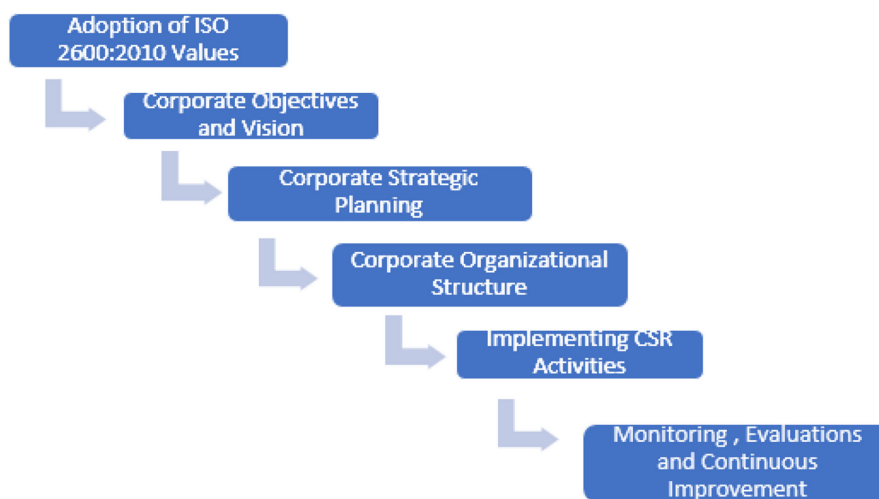 Adoption of ISO
2600:2010 Values
Corporate Objectives
and Vision
Corporate Strategic
Planning
Corporate Organizational
Structure
Implementing CSR
Activities
Monitoring , Evaluations
and Continuous
Improvement